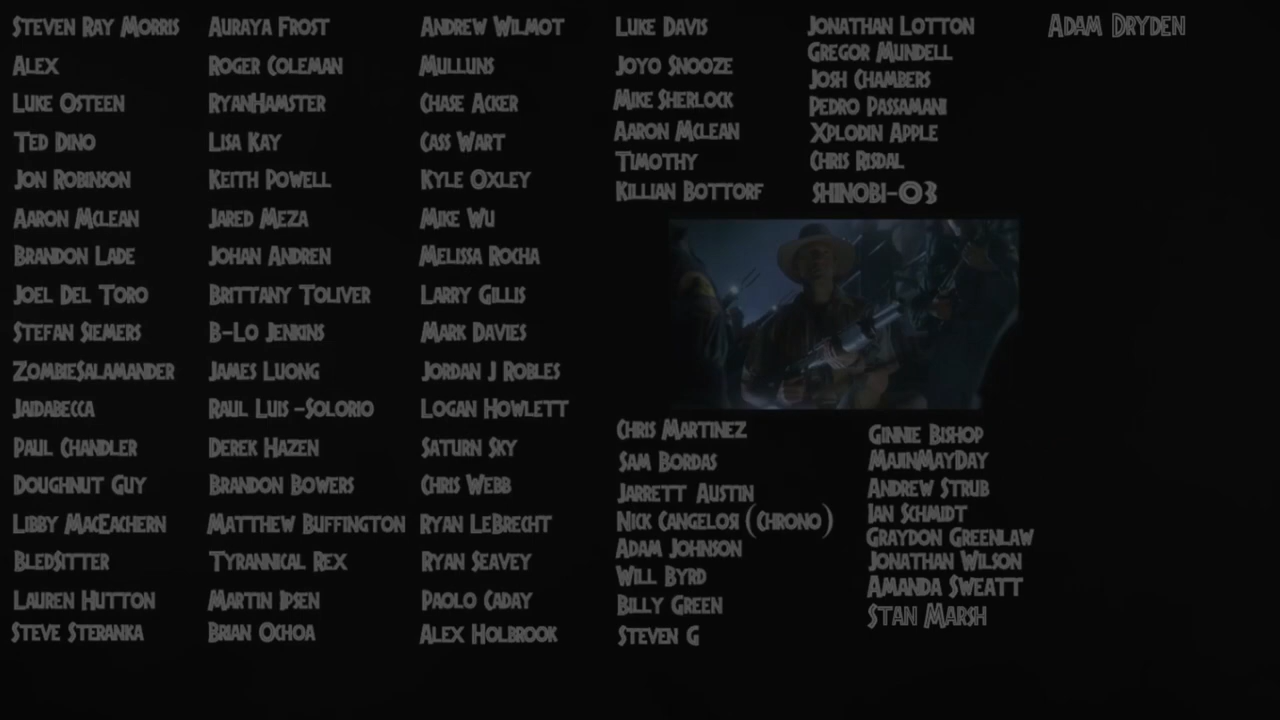 Steven Ray Morris
Alex
Luke Osteen
Ted Dino
Jon Robinson
Aaron McLean
Brandon Lade
Joel Del Toro
Stefan Siemers
ZombieSalamander
Jaidabecca
Paul Chandler
Doughnut Guy
Libby MacEachern
BledSitter
Lauren Hutton
Steve Steranka
Auraya Frost
Roger Coleman
RyanHamster
Lisa Kay
Keith Powell
Jared Meza
Johan Andren
Brittany Toliver
B-Lo Jenkins
James Luong
Raul Luis -Solorio
Derek Hazen
Brandon Bowers
Matthew Buffington
Tyrannical Rex
Martin Ipsen
Brian Ochoa
Andrew Wilmot
Mulluns
Chase Acker
Cass Wart
Kyle Oxley
Mike Wu
Melissa Rocha
Larry Gillis
Mark Davies
Jordan J Robles
Logan Howlett
Saturn Sky
Chris Webb
Ryan LeBrecht
Ryan Seavey
Paolo Caday
Alex Holbrook
Luke Davis
Joyo Snooze
Mike Sherlock
Aaron McLean
Timothy
Killian Bottorf
Chris Martinez
Sam Bordas
Jarrett Austin
Nick Cangelosi (Chrono)
Adam Johnson
Will Byrd
Billy Green
Steven G
Jonathan Lotton
Gregor Mundell
Josh Chambers
Pedro Passamani
Xplodin Apple
Chris Risdal
SHINOBI-03
Ginnie Bishop
MajinMayDay
Andrew Strub
Ian Schmidt
Graydon Greenlaw
Jonathan Wilson
Amanda Sweatt
Stan Marsh
Adam Dryden